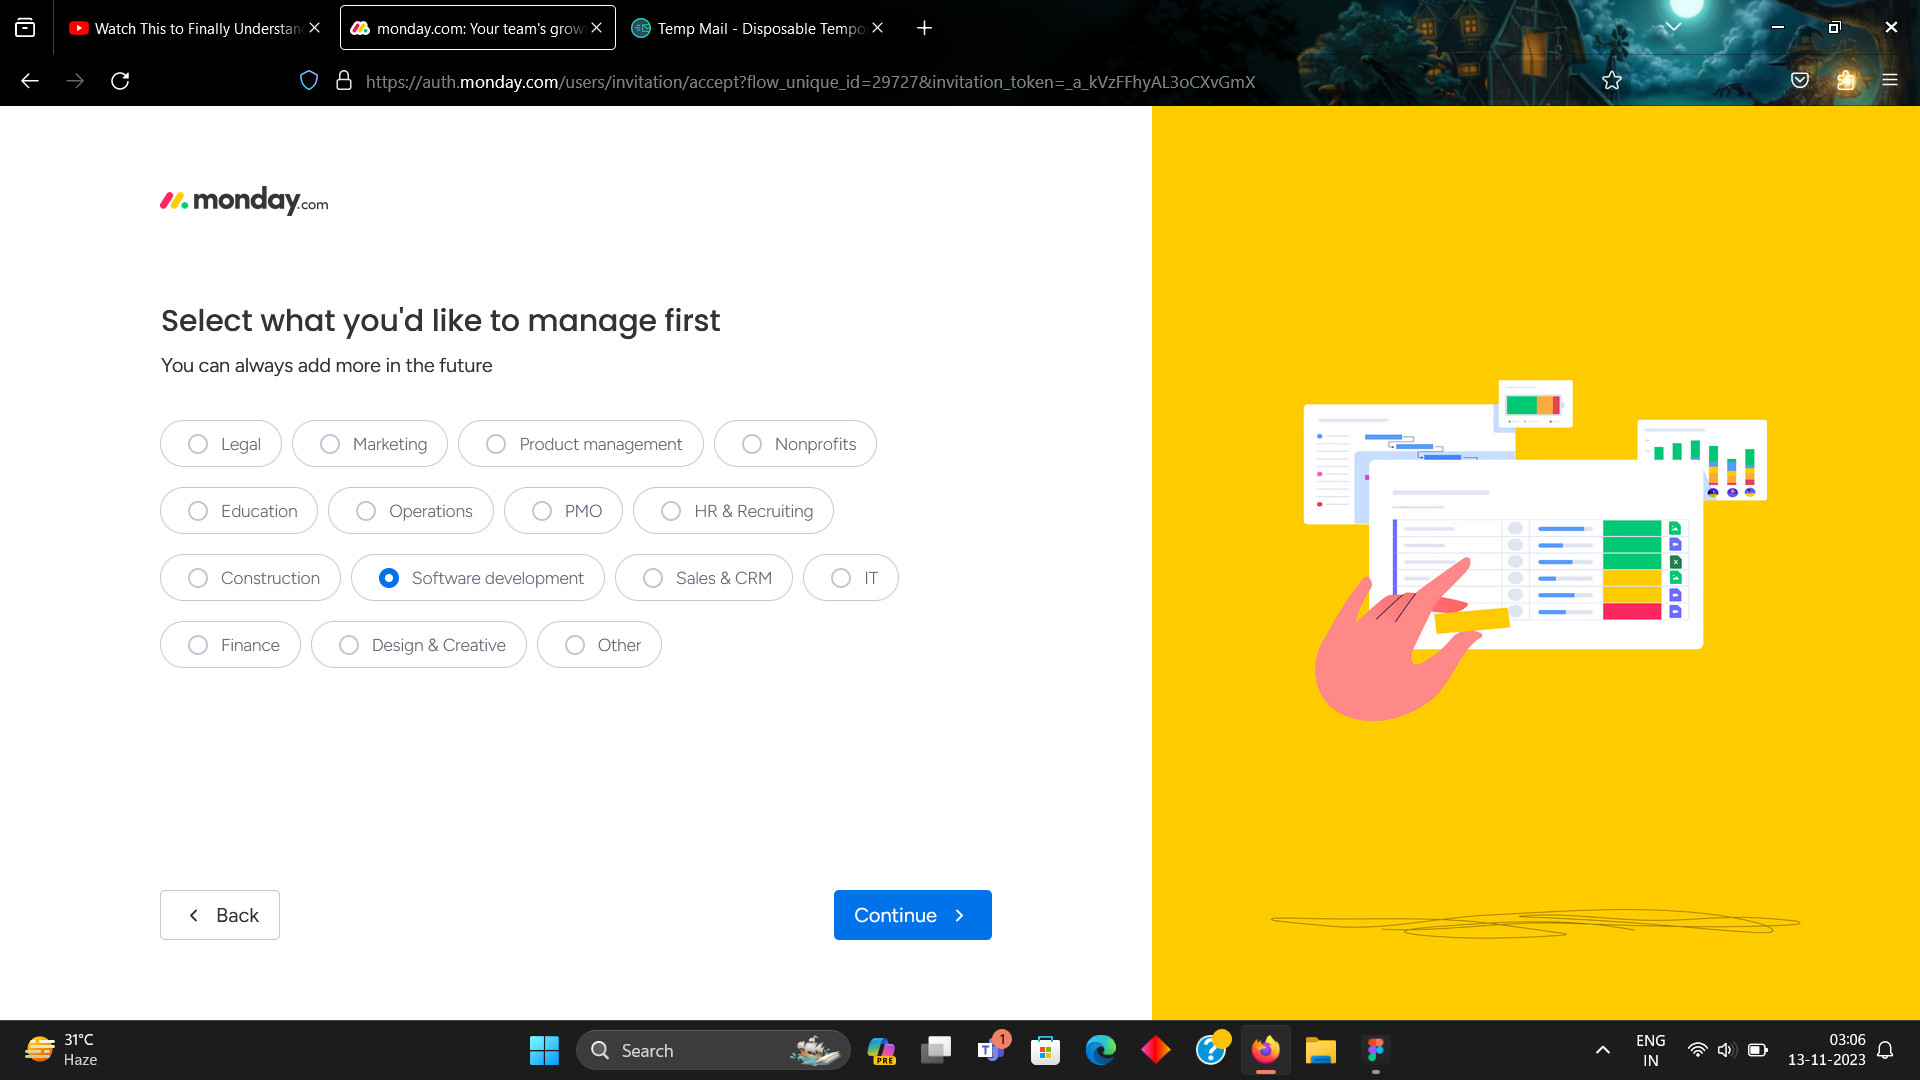 Watch This to Finally Understan
monday.com: Your team's grow
Temp Mail - Disposable Tempo
https://auth.monday.com/users/invitation/accept?flow_unique_id=29727&invitation_token=_a_kVzFFhyAL3oCXvGmX
monday.com
Select what you'd like to manage first
You can always add more in the future
Legal Marketing Product management Nonprofits
Education Operations PMO HR & Recruiting
Construction Software development Sales & CRM IT
Finance Design & Creative Other
Back Continue
31°C
Haze
Search
PRE
T
1
ENG
IN
03:06
13-11-2023